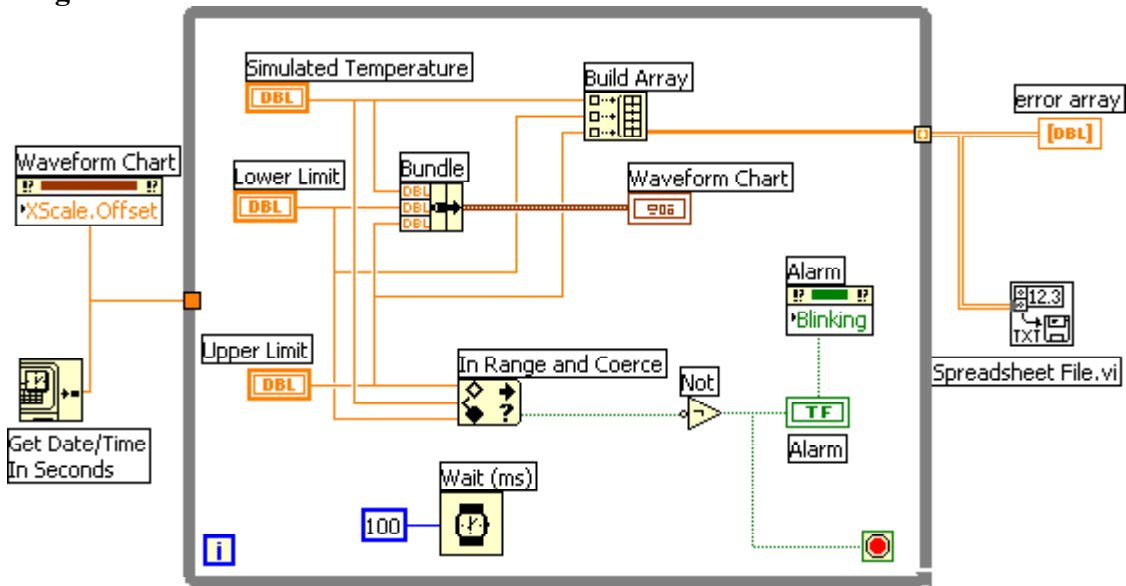 Simulated Temperature
DBL
Build Array
error array
[DBL]
Waveform Chart
!? !?
XScale.Offset
Lower Limit
DBL
Bundle
DBL
DBL
DBL
Waveform Chart
Alarm
!? !?
Blinking
12.3
TXT
Spreadsheet File.vi
Upper Limit
DBL
In Range and Coerce
?
Not
TF
Alarm
Get Date/Time
In Seconds
Wait (ms)
100
i